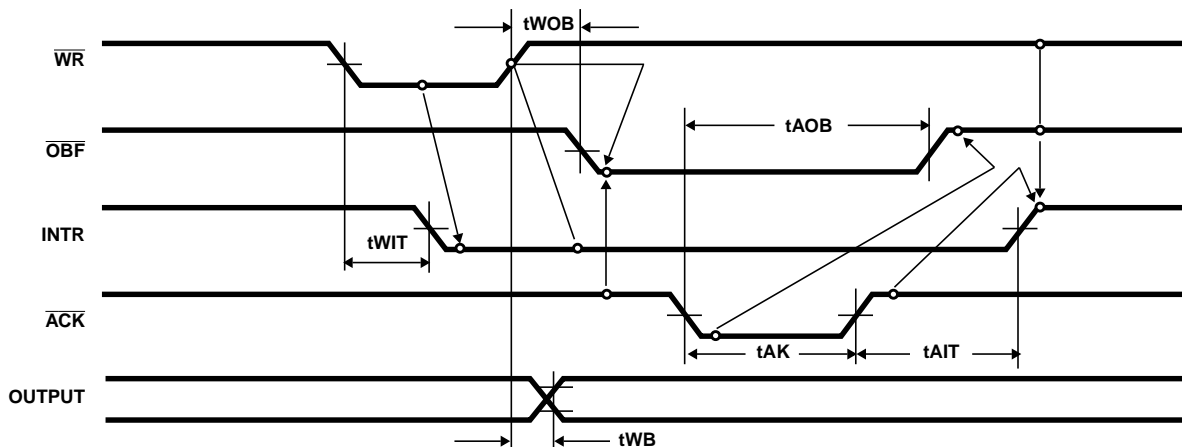 tWOB
WR
OBF
tAOB
INTR
tWIT
ACK
tAK
tAIT
OUTPUT
tWB